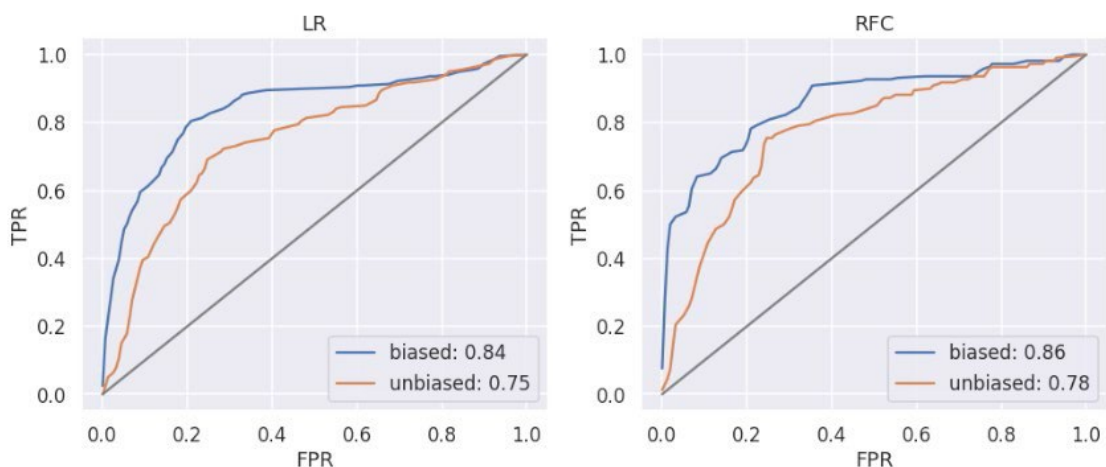 LR
1.0
0.8
0.6
0.4
0.2
0.0
TPR
biased: 0.84
unbiased: 0.75
0.0 0.2 0.4 0.6 0.8 1.0
FPR
RFC
1.0
0.8
0.6
0.4
0.2
0.0
TPR
biased: 0.86
unbiased: 0.78
0.0 0.2 0.4 0.6 0.8 1.0
FPR